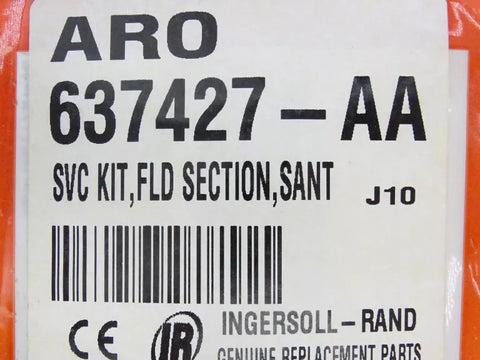 ARO
637427-AA
SVC KIT,FLD SECTION,SANT J10
CE IR INGERSOLL-RAND
GENUINE REPLACEMENT PARTS